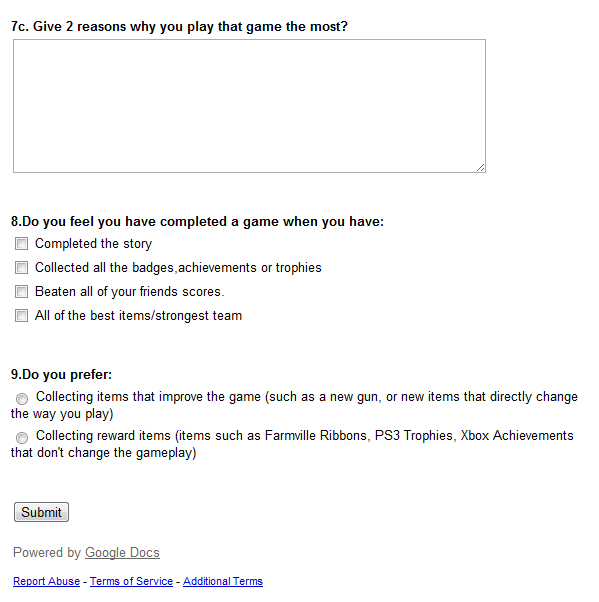 7c. Give 2 reasons why you play that game the most?
8.Do you feel you have completed a game when you have:
Completed the story
Collected all the badges,achievements or trophies
Beaten all of your friends scores.
All of the best items/strongest team
9.Do you prefer:
Collecting items that improve the game (such as a new gun, or new items that directly change
the way you play)
Collecting reward items (items such as Farmville Ribbons, PS3 Trophies, Xbox Achievements
that don't change the gameplay)
Submit
Powered by Google Docs
Report Abuse - Terms of Service - Additional Terms